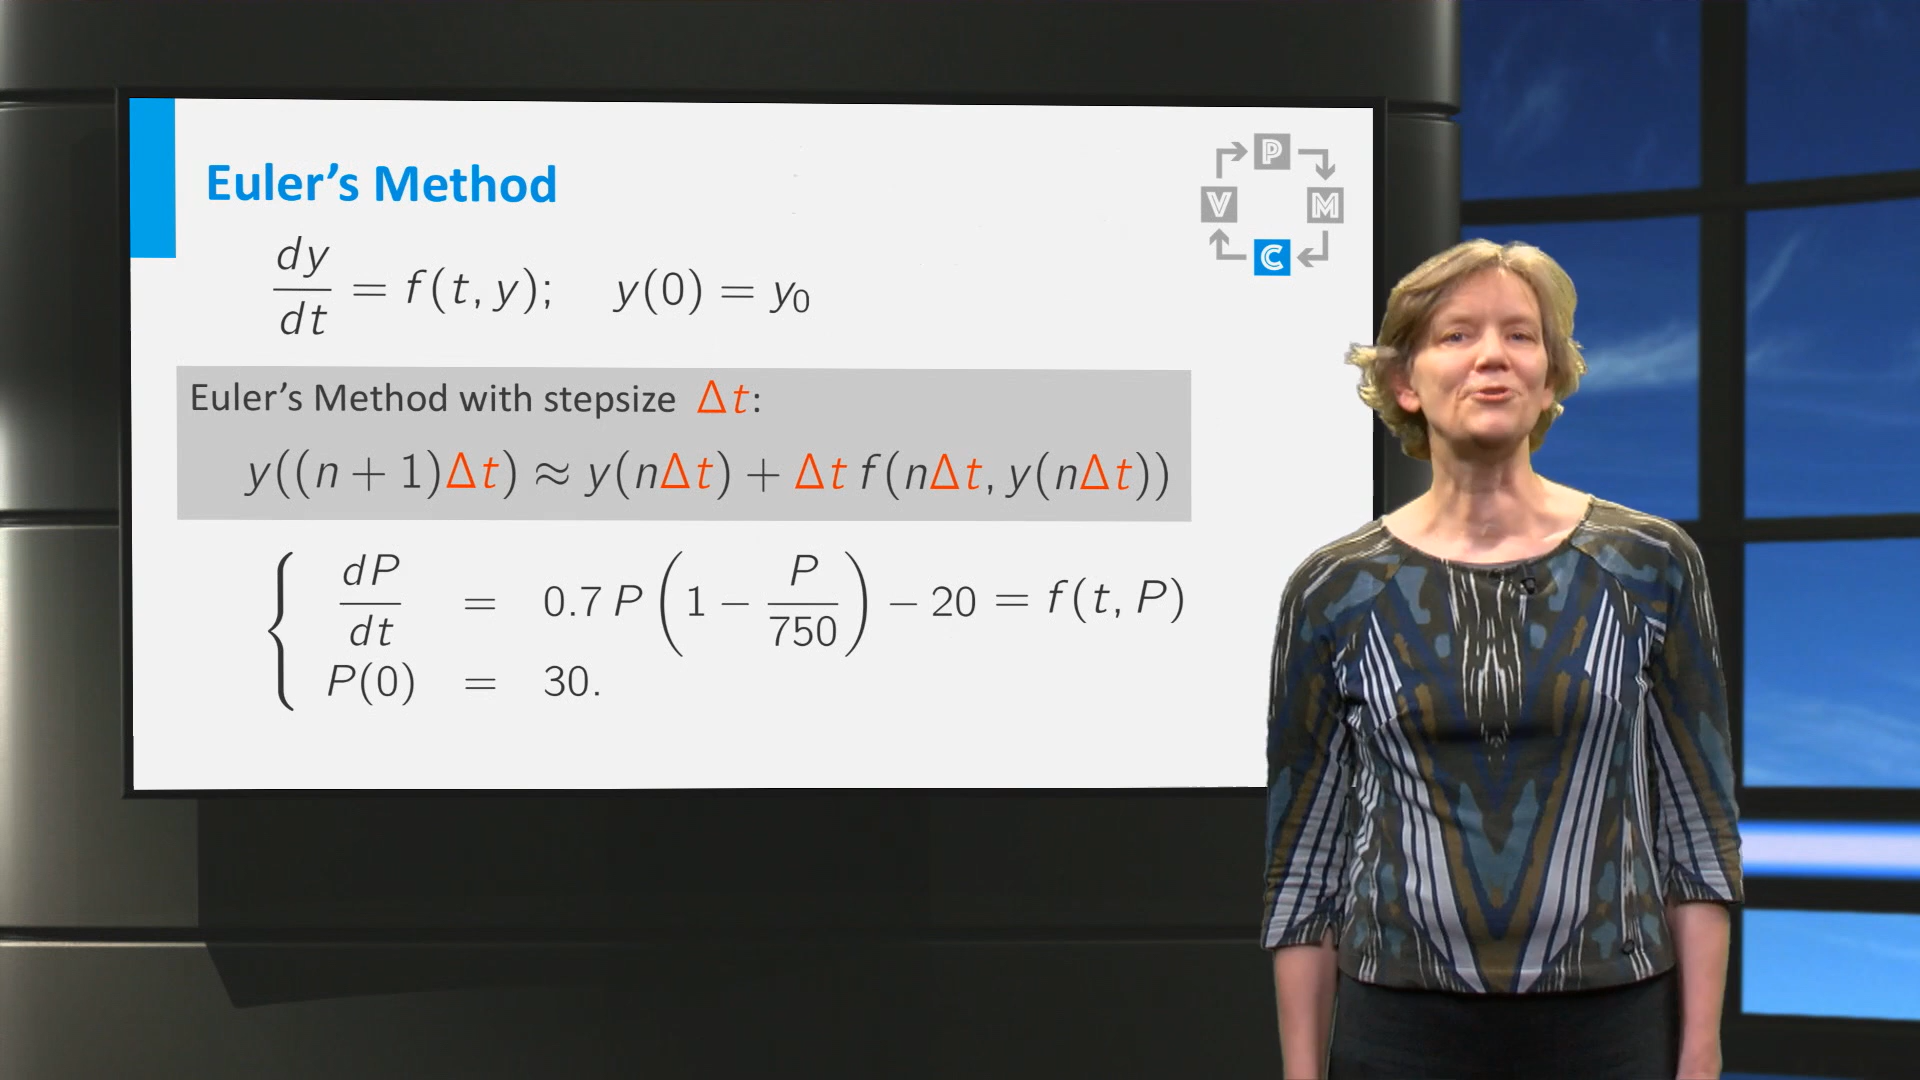 Euler's Method
P
V M
C
dy/dt = f(t, y); y(0) = y₀
Euler's Method with stepsize Δt:
y((n + 1)Δt) ≈ y(nΔt) + Δt f(nΔt, y(nΔt))
dP/dt = 0.7 P (1 − P/750) − 20 = f(t, P)
P(0) = 30.